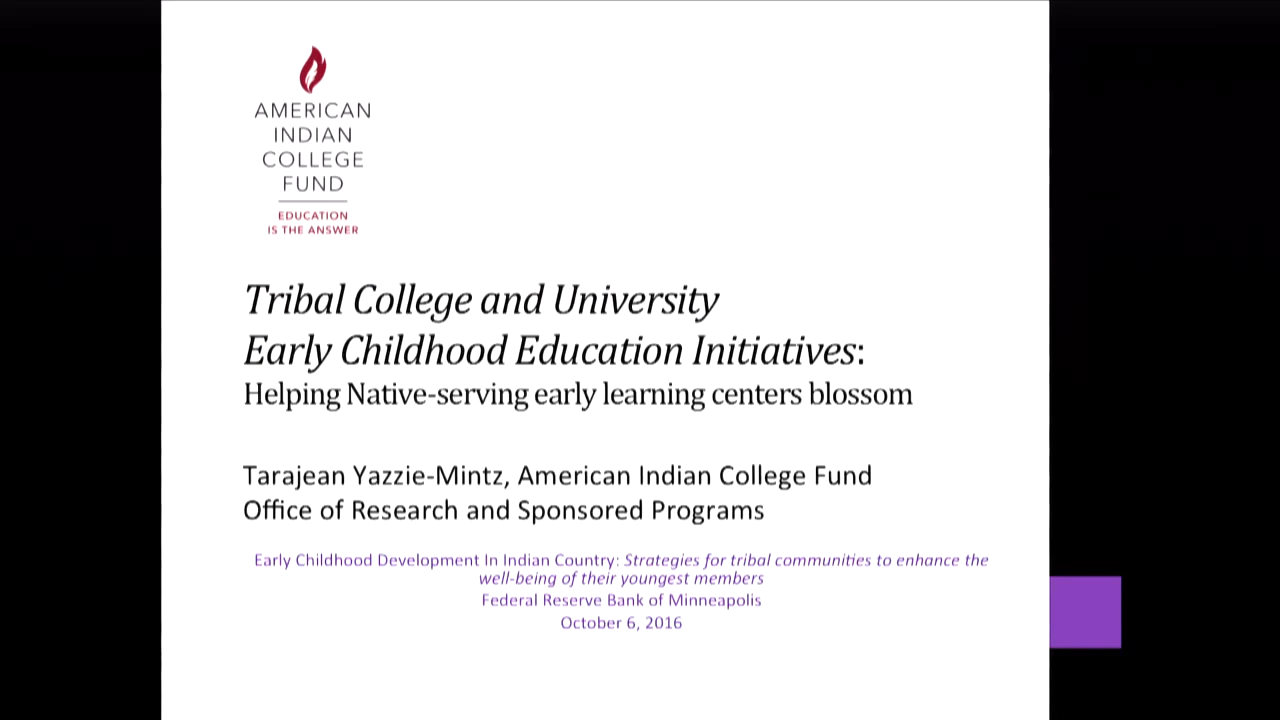 AMERICAN
INDIAN
COLLEGE
FUND
EDUCATION
IS THE ANSWER
Tribal College and University
Early Childhood Education Initiatives:
Helping Native-serving early learning centers blossom
Tarajean Yazzie-Mintz, American Indian College Fund
Office of Research and Sponsored Programs
Early Childhood Development In Indian Country: Strategies for tribal communities to enhance the
well-being of their youngest members
Federal Reserve Bank of Minneapolis
October 6, 2016